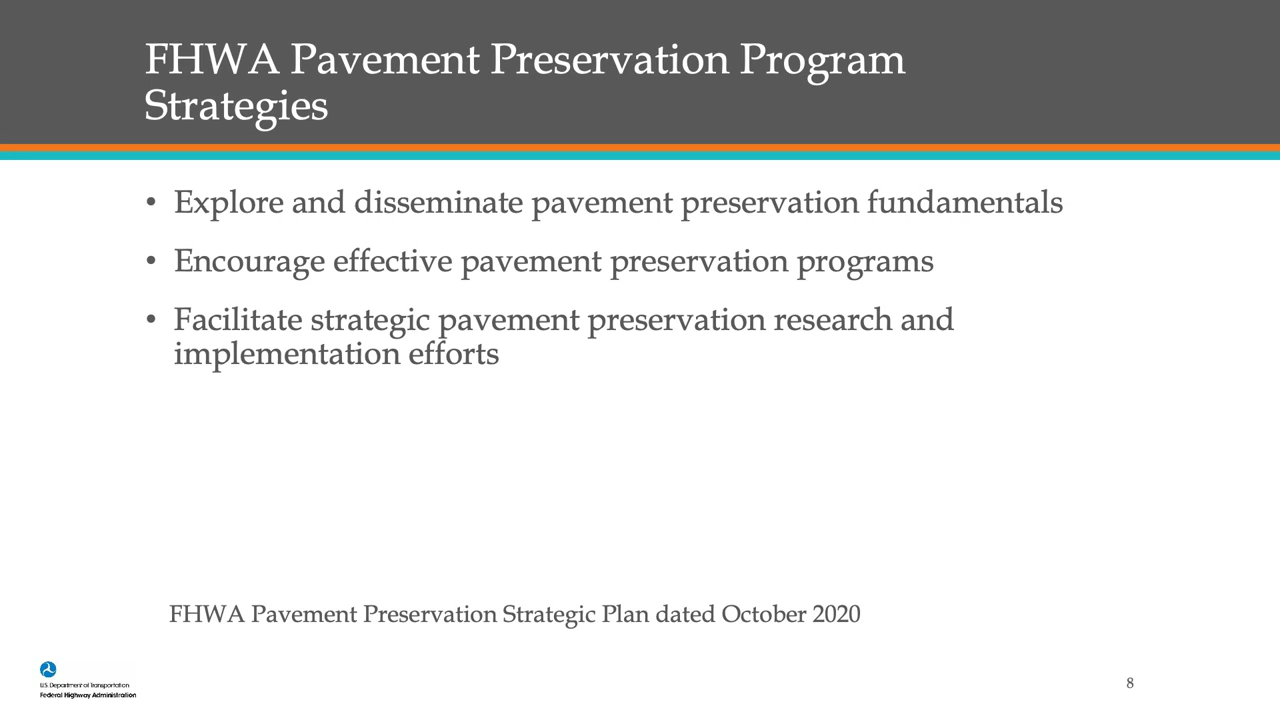 FHWA Pavement Preservation Program
Strategies
• Explore and disseminate pavement preservation fundamentals
• Encourage effective pavement preservation programs
• Facilitate strategic pavement preservation research and
implementation efforts
FHWA Pavement Preservation Strategic Plan dated October 2020
U.S. Department of Transportation
Federal Highway Administration
8